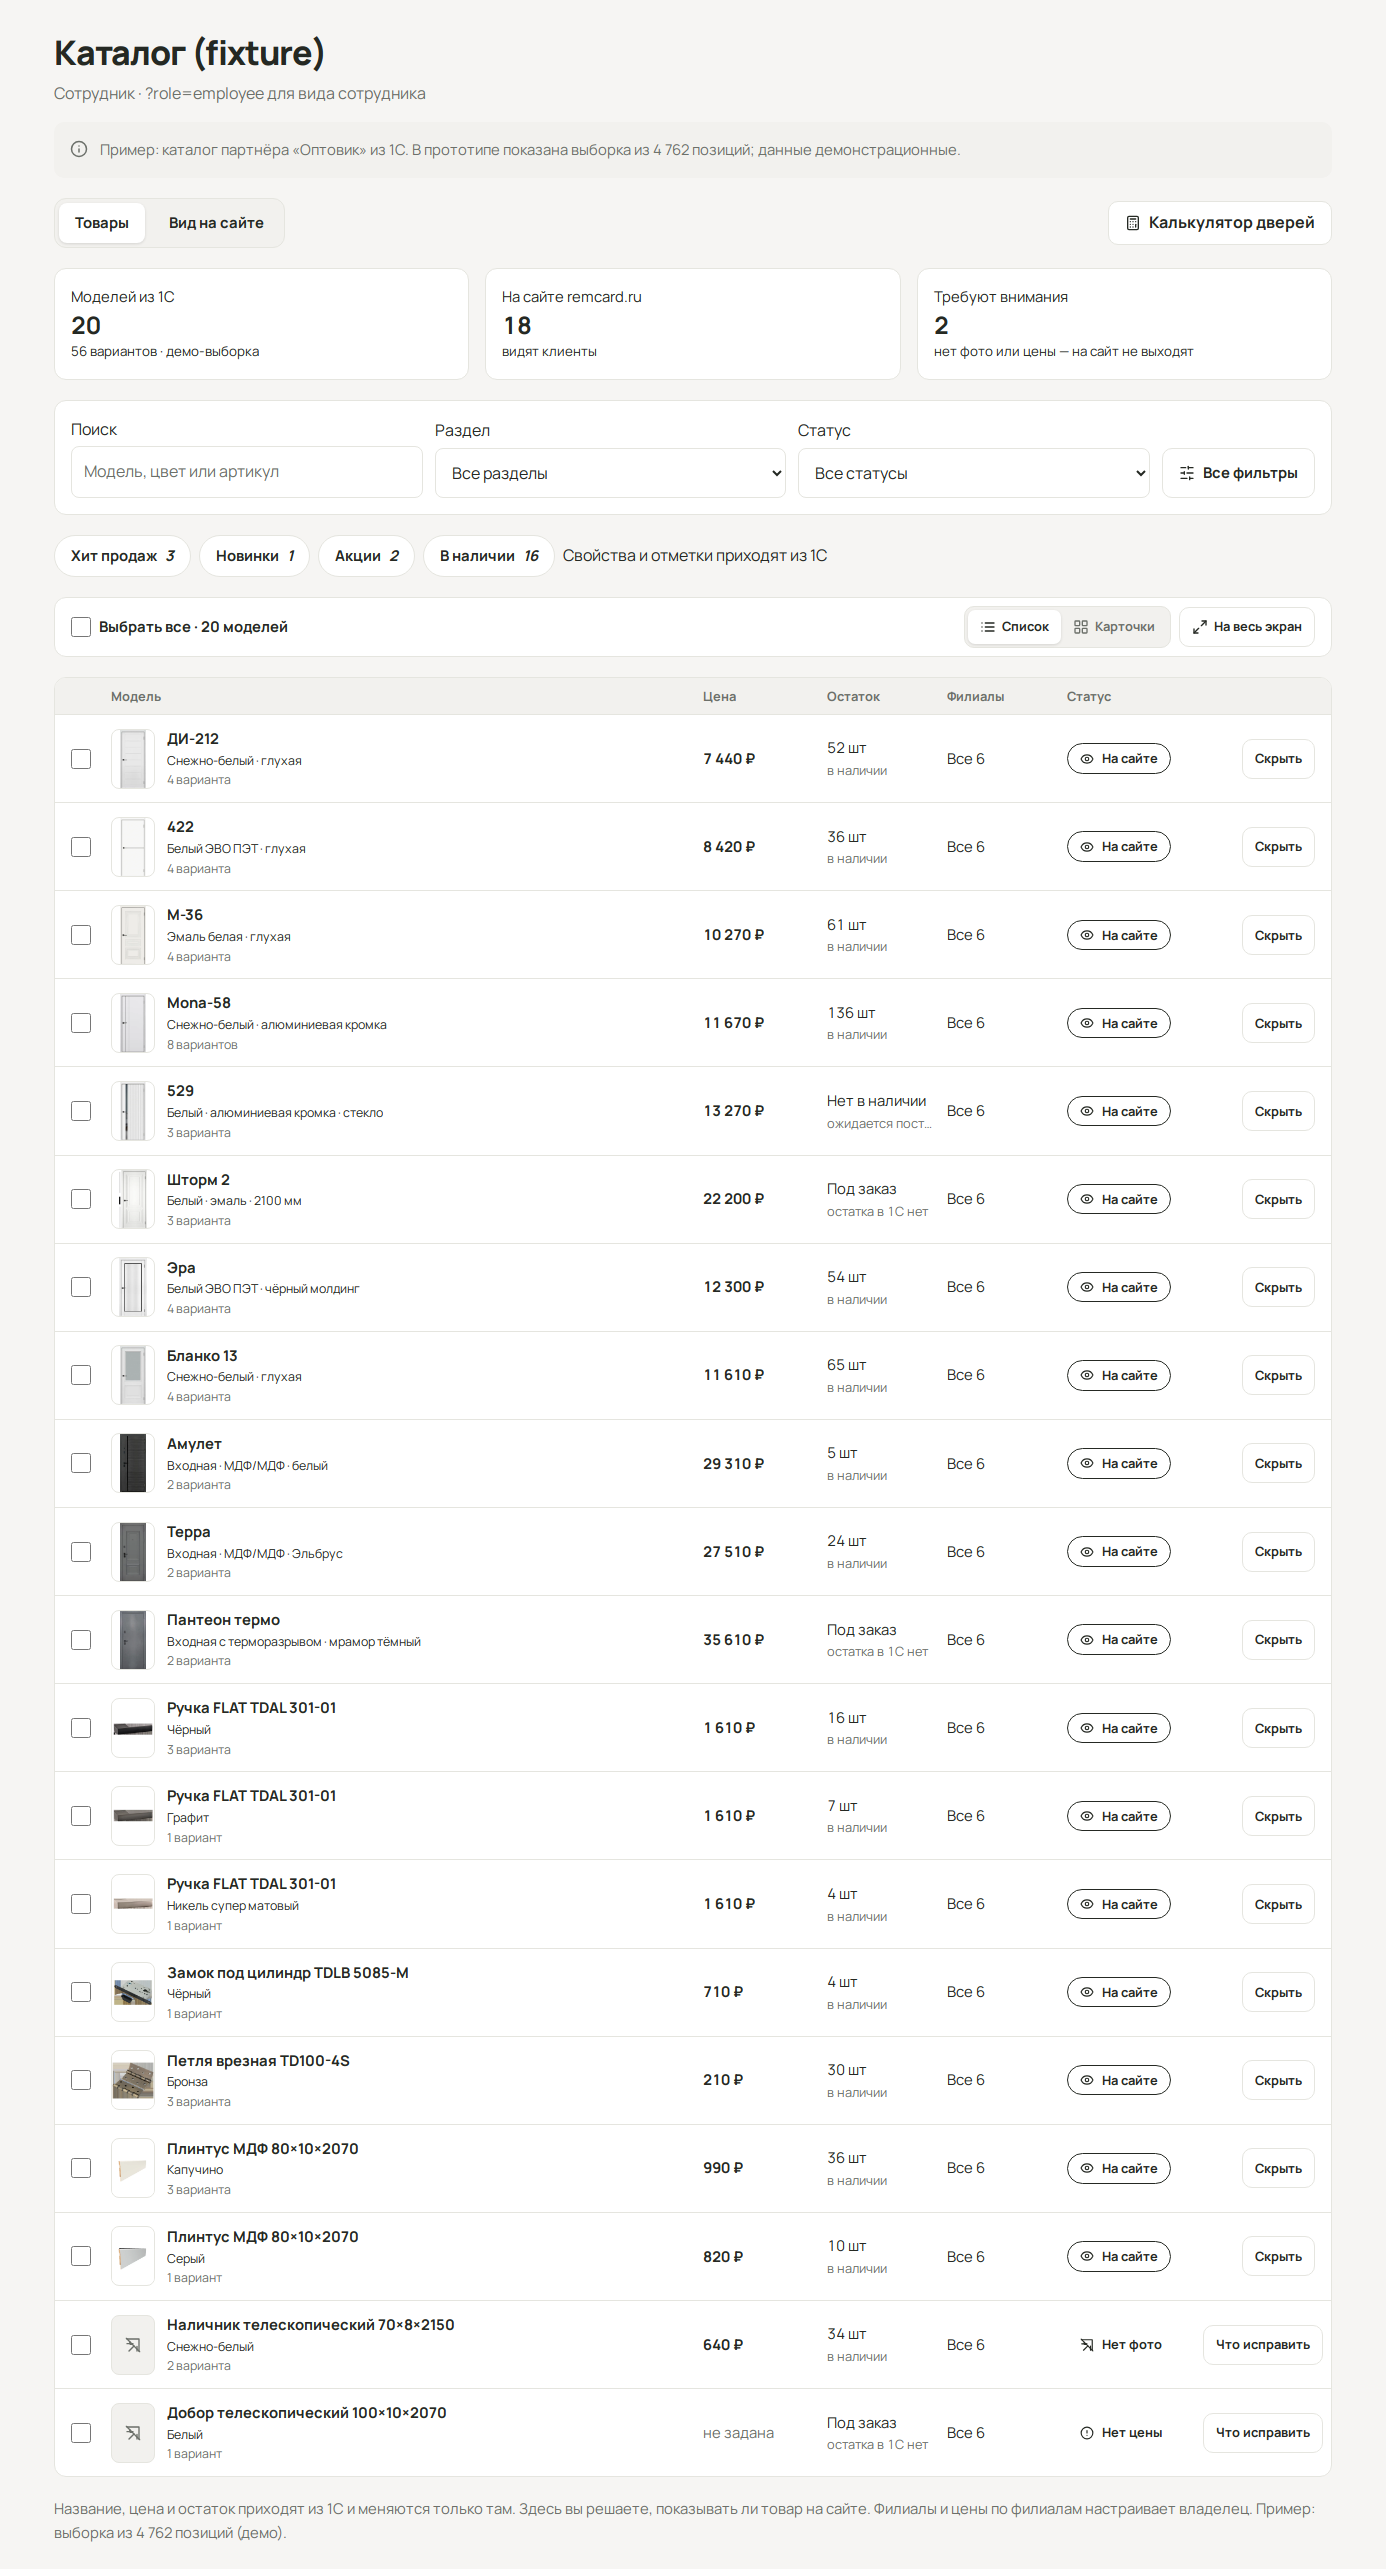 Каталог (fixture)
Сотрудник · ?role=employee для вида сотрудника
Пример: каталог партнёра «Оптовик» из 1С. В прототипе показана выборка из 4 762 позиций; данные демонстрационные.
Товары
Вид на сайте
Калькулятор дверей
Моделей из 1С
20
56 вариантов · демо-выборка
На сайте remcard.ru
18
видят клиенты
Требуют внимания
2
нет фото или цены — на сайт не выходят
Поиск
Модель, цвет или артикул
Раздел
Все разделы
Статус
Все статусы
Все фильтры
Хит продаж 3
Новинки 1
Акции 2
В наличии 16
Свойства и отметки приходят из 1С
Выбрать все · 20 моделей
Список
Карточки
На весь экран
Модель Цена Остаток Филиалы Статус
ДИ-212
Снежно-белый · глухая
4 варианта
7 440 ₽
52 шт
в наличии
Все 6
На сайте
Скрыть
422
Белый ЭВО ПЭТ · глухая
4 варианта
8 420 ₽
36 шт
в наличии
Все 6
На сайте
Скрыть
М-36
Эмаль белая · глухая
4 варианта
10 270 ₽
61 шт
в наличии
Все 6
На сайте
Скрыть
Mona-58
Снежно-белый · алюминиевая кромка
8 вариантов
11 670 ₽
136 шт
в наличии
Все 6
На сайте
Скрыть
529
Белый · алюминиевая кромка · стекло
3 варианта
13 270 ₽
Нет в наличии
ожидается пост...
Все 6
На сайте
Скрыть
Шторм 2
Белый · эмаль · 2100 мм
3 варианта
22 200 ₽
Под заказ
остатка в 1С нет
Все 6
На сайте
Скрыть
Эра
Белый ЭВО ПЭТ · чёрный молдинг
4 варианта
12 300 ₽
54 шт
в наличии
Все 6
На сайте
Скрыть
Бланко 13
Снежно-белый · глухая
4 варианта
11 610 ₽
65 шт
в наличии
Все 6
На сайте
Скрыть
Амулет
Входная · МДФ/МДФ · белый
2 варианта
29 310 ₽
5 шт
в наличии
Все 6
На сайте
Скрыть
Терра
Входная · МДФ/МДФ · Эльбрус
2 варианта
27 510 ₽
24 шт
в наличии
Все 6
На сайте
Скрыть
Пантеон термо
Входная с терморазрывом · мрамор тёмный
2 варианта
35 610 ₽
Под заказ
остатка в 1С нет
Все 6
На сайте
Скрыть
Ручка FLAT TDAL 301-01
Чёрный
3 варианта
1 610 ₽
16 шт
в наличии
Все 6
На сайте
Скрыть
Ручка FLAT TDAL 301-01
Графит
1 вариант
1 610 ₽
7 шт
в наличии
Все 6
На сайте
Скрыть
Ручка FLAT TDAL 301-01
Никель супер матовый
1 вариант
1 610 ₽
4 шт
в наличии
Все 6
На сайте
Скрыть
Замок под цилиндр TDLB 5085-M
Чёрный
1 вариант
710 ₽
4 шт
в наличии
Все 6
На сайте
Скрыть
Петля врезная TD100-4S
Бронза
3 варианта
210 ₽
30 шт
в наличии
Все 6
На сайте
Скрыть
Плинтус МДФ 80×10×2070
Капучино
3 варианта
990 ₽
36 шт
в наличии
Все 6
На сайте
Скрыть
Плинтус МДФ 80×10×2070
Серый
1 вариант
820 ₽
10 шт
в наличии
Все 6
На сайте
Скрыть
Наличник телескопический 70×8×2150
Снежно-белый
2 варианта
640 ₽
34 шт
в наличии
Все 6
Нет фото
Что исправить
Добор телескопический 100×10×2070
Белый
1 вариант
не задана
Под заказ
остатка в 1С нет
Все 6
Нет цены
Что исправить
Название, цена и остаток приходят из 1С и меняются только там. Здесь вы решаете, показывать ли товар на сайте. Филиалы и цены по филиалам настраивает владелец. Пример:
выборка из 4 762 позиций (демо).